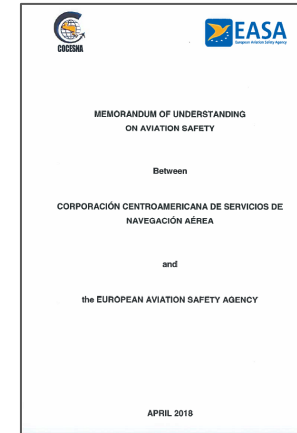 COCESNA
EASA
European Aviation Safety Agency
MEMORANDUM OF UNDERSTANDING
ON AVIATION SAFETY
Between
CORPORACIÓN CENTROAMERICANA DE SERVICIOS DE
NAVEGACIÓN AÉREA
and
the EUROPEAN AVIATION SAFETY AGENCY
APRIL 2018